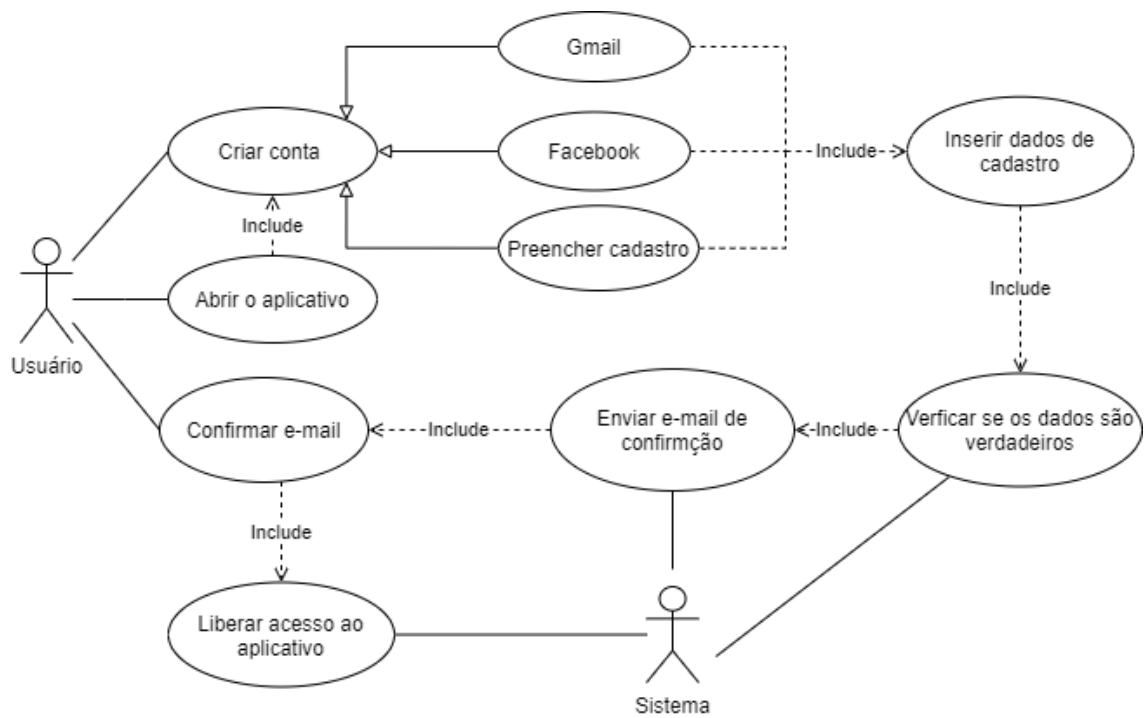 Gmail
Criar conta
Facebook
Include
Inserir dados de
cadastro
Include
Preencher cadastro
Abrir o aplicativo
Include
Usuário
Confirmar e-mail
Include
Enviar e-mail de
confirmção
Include
Verficar se os dados são
verdadeiros
Include
Liberar acesso ao
aplicativo
Sistema